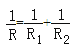 1/R = 1/R₁ + 1/R₂